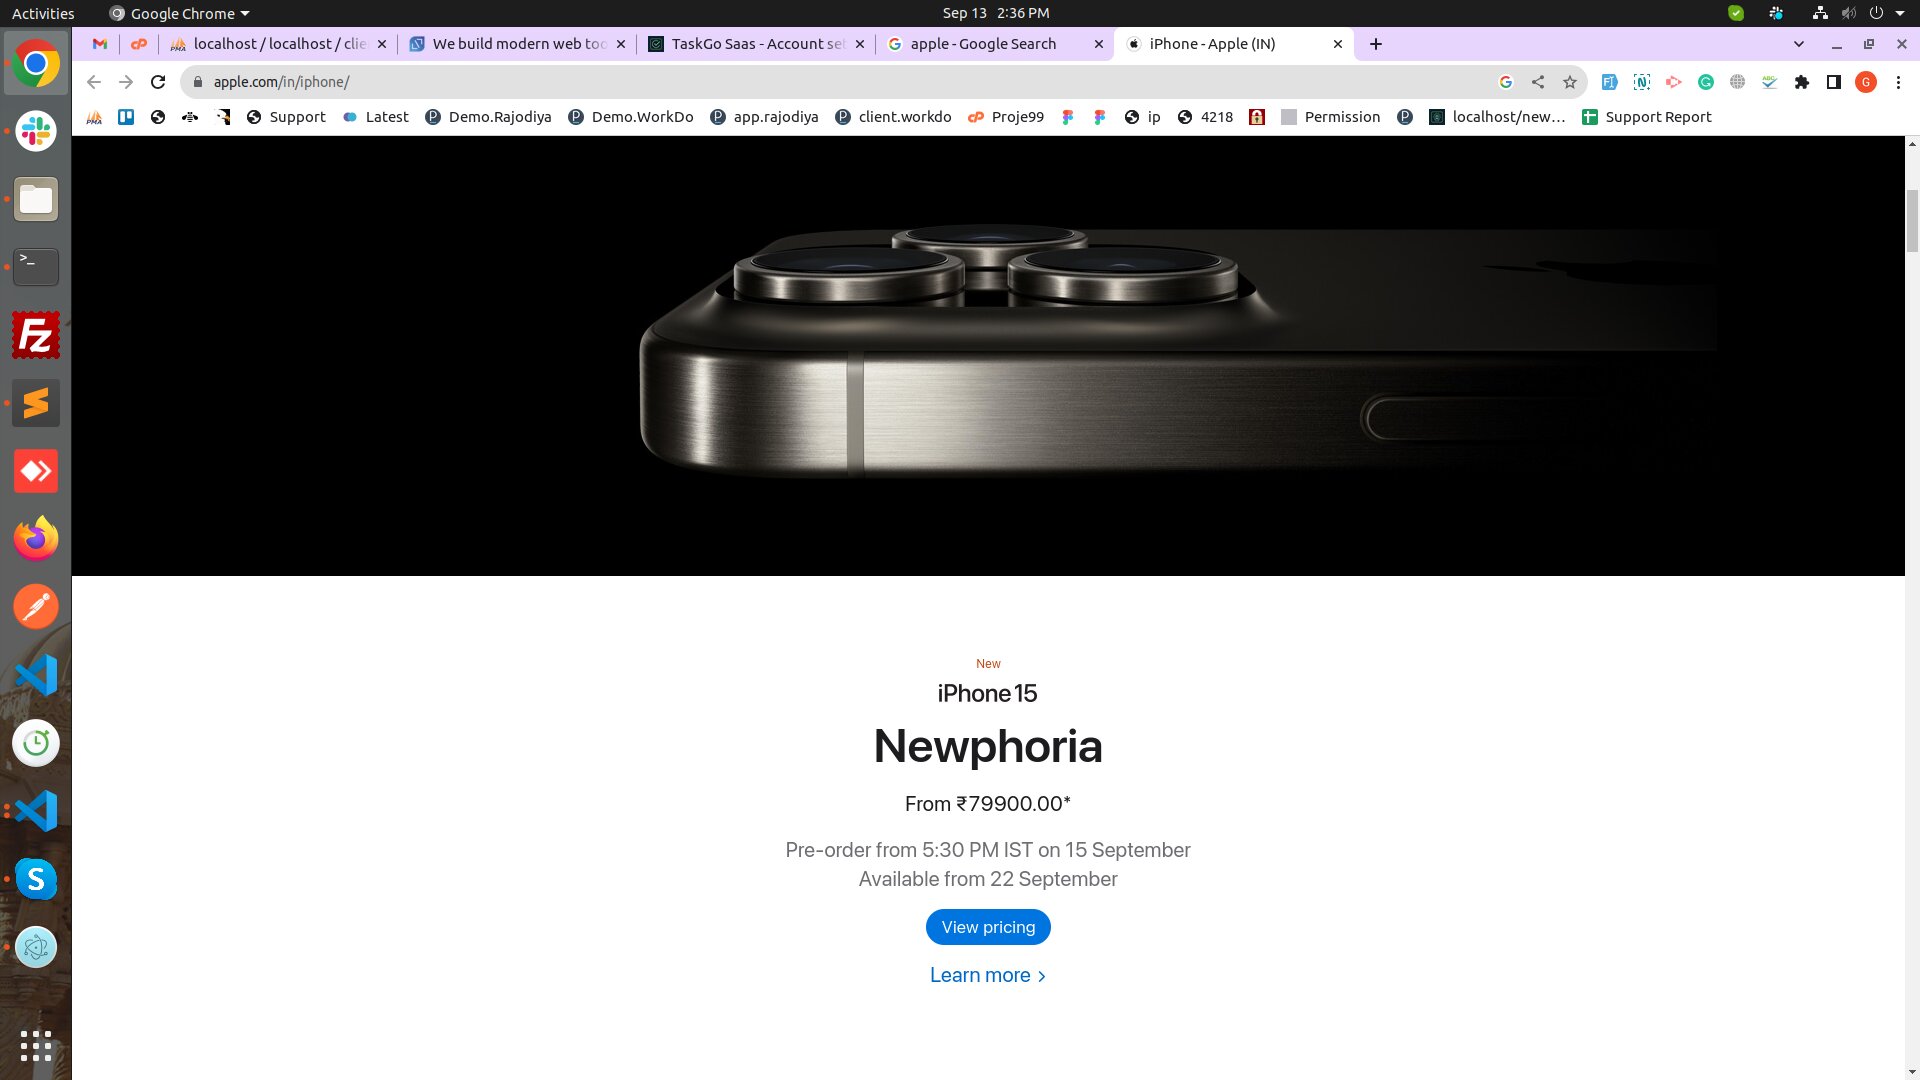 Activities
Google Chrome
Sep 13 2:36 PM
localhost / localhost / clie
We build modern web too
TaskGo Saas - Account set
apple - Google Search
iPhone - Apple (IN)
apple.com/in/iphone/
G
PMA
Support
Latest
Demo.Rajodiya
Demo.WorkDo
app.rajodiya
client.workdo
Proje99
ip
4218
Permission
localhost/new...
Support Report
New
iPhone 15
Newphoria
From ₹79900.00*
Pre-order from 5:30 PM IST on 15 September
Available from 22 September
View pricing
Learn more >